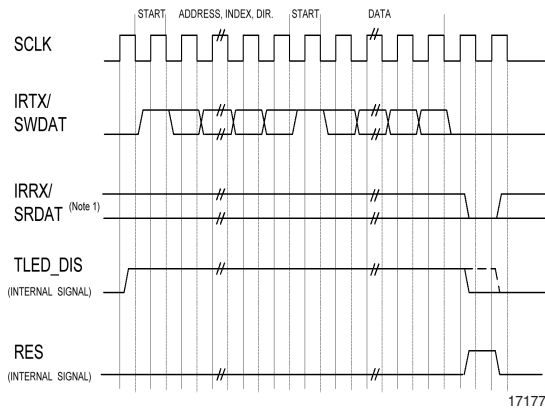 START ADDRESS, INDEX, DIR. START DATA
SCLK
IRTX/
SWDAT
IRRX/
SRDAT (Note 1)
TLED_DIS
(INTERNAL SIGNAL)
RES
(INTERNAL SIGNAL)
17177